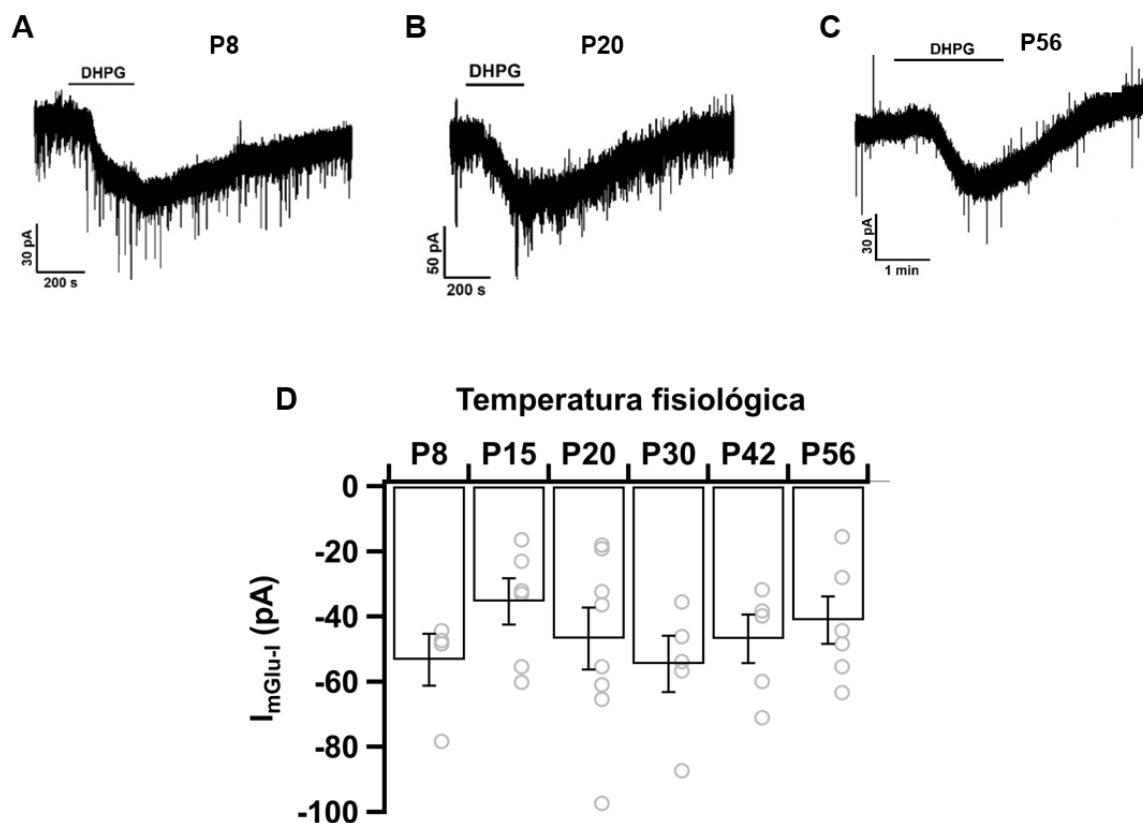 A
P8
DHPG
30 pA
200 s
B
P20
DHPG
50 pA
200 s
C
P56
DHPG
30 pA
1 min
D
Temperatura fisiológica
P8 P15 P20 P30 P42 P56
0
-20
-40
-60
-80
-100
ImGlu-I (pA)